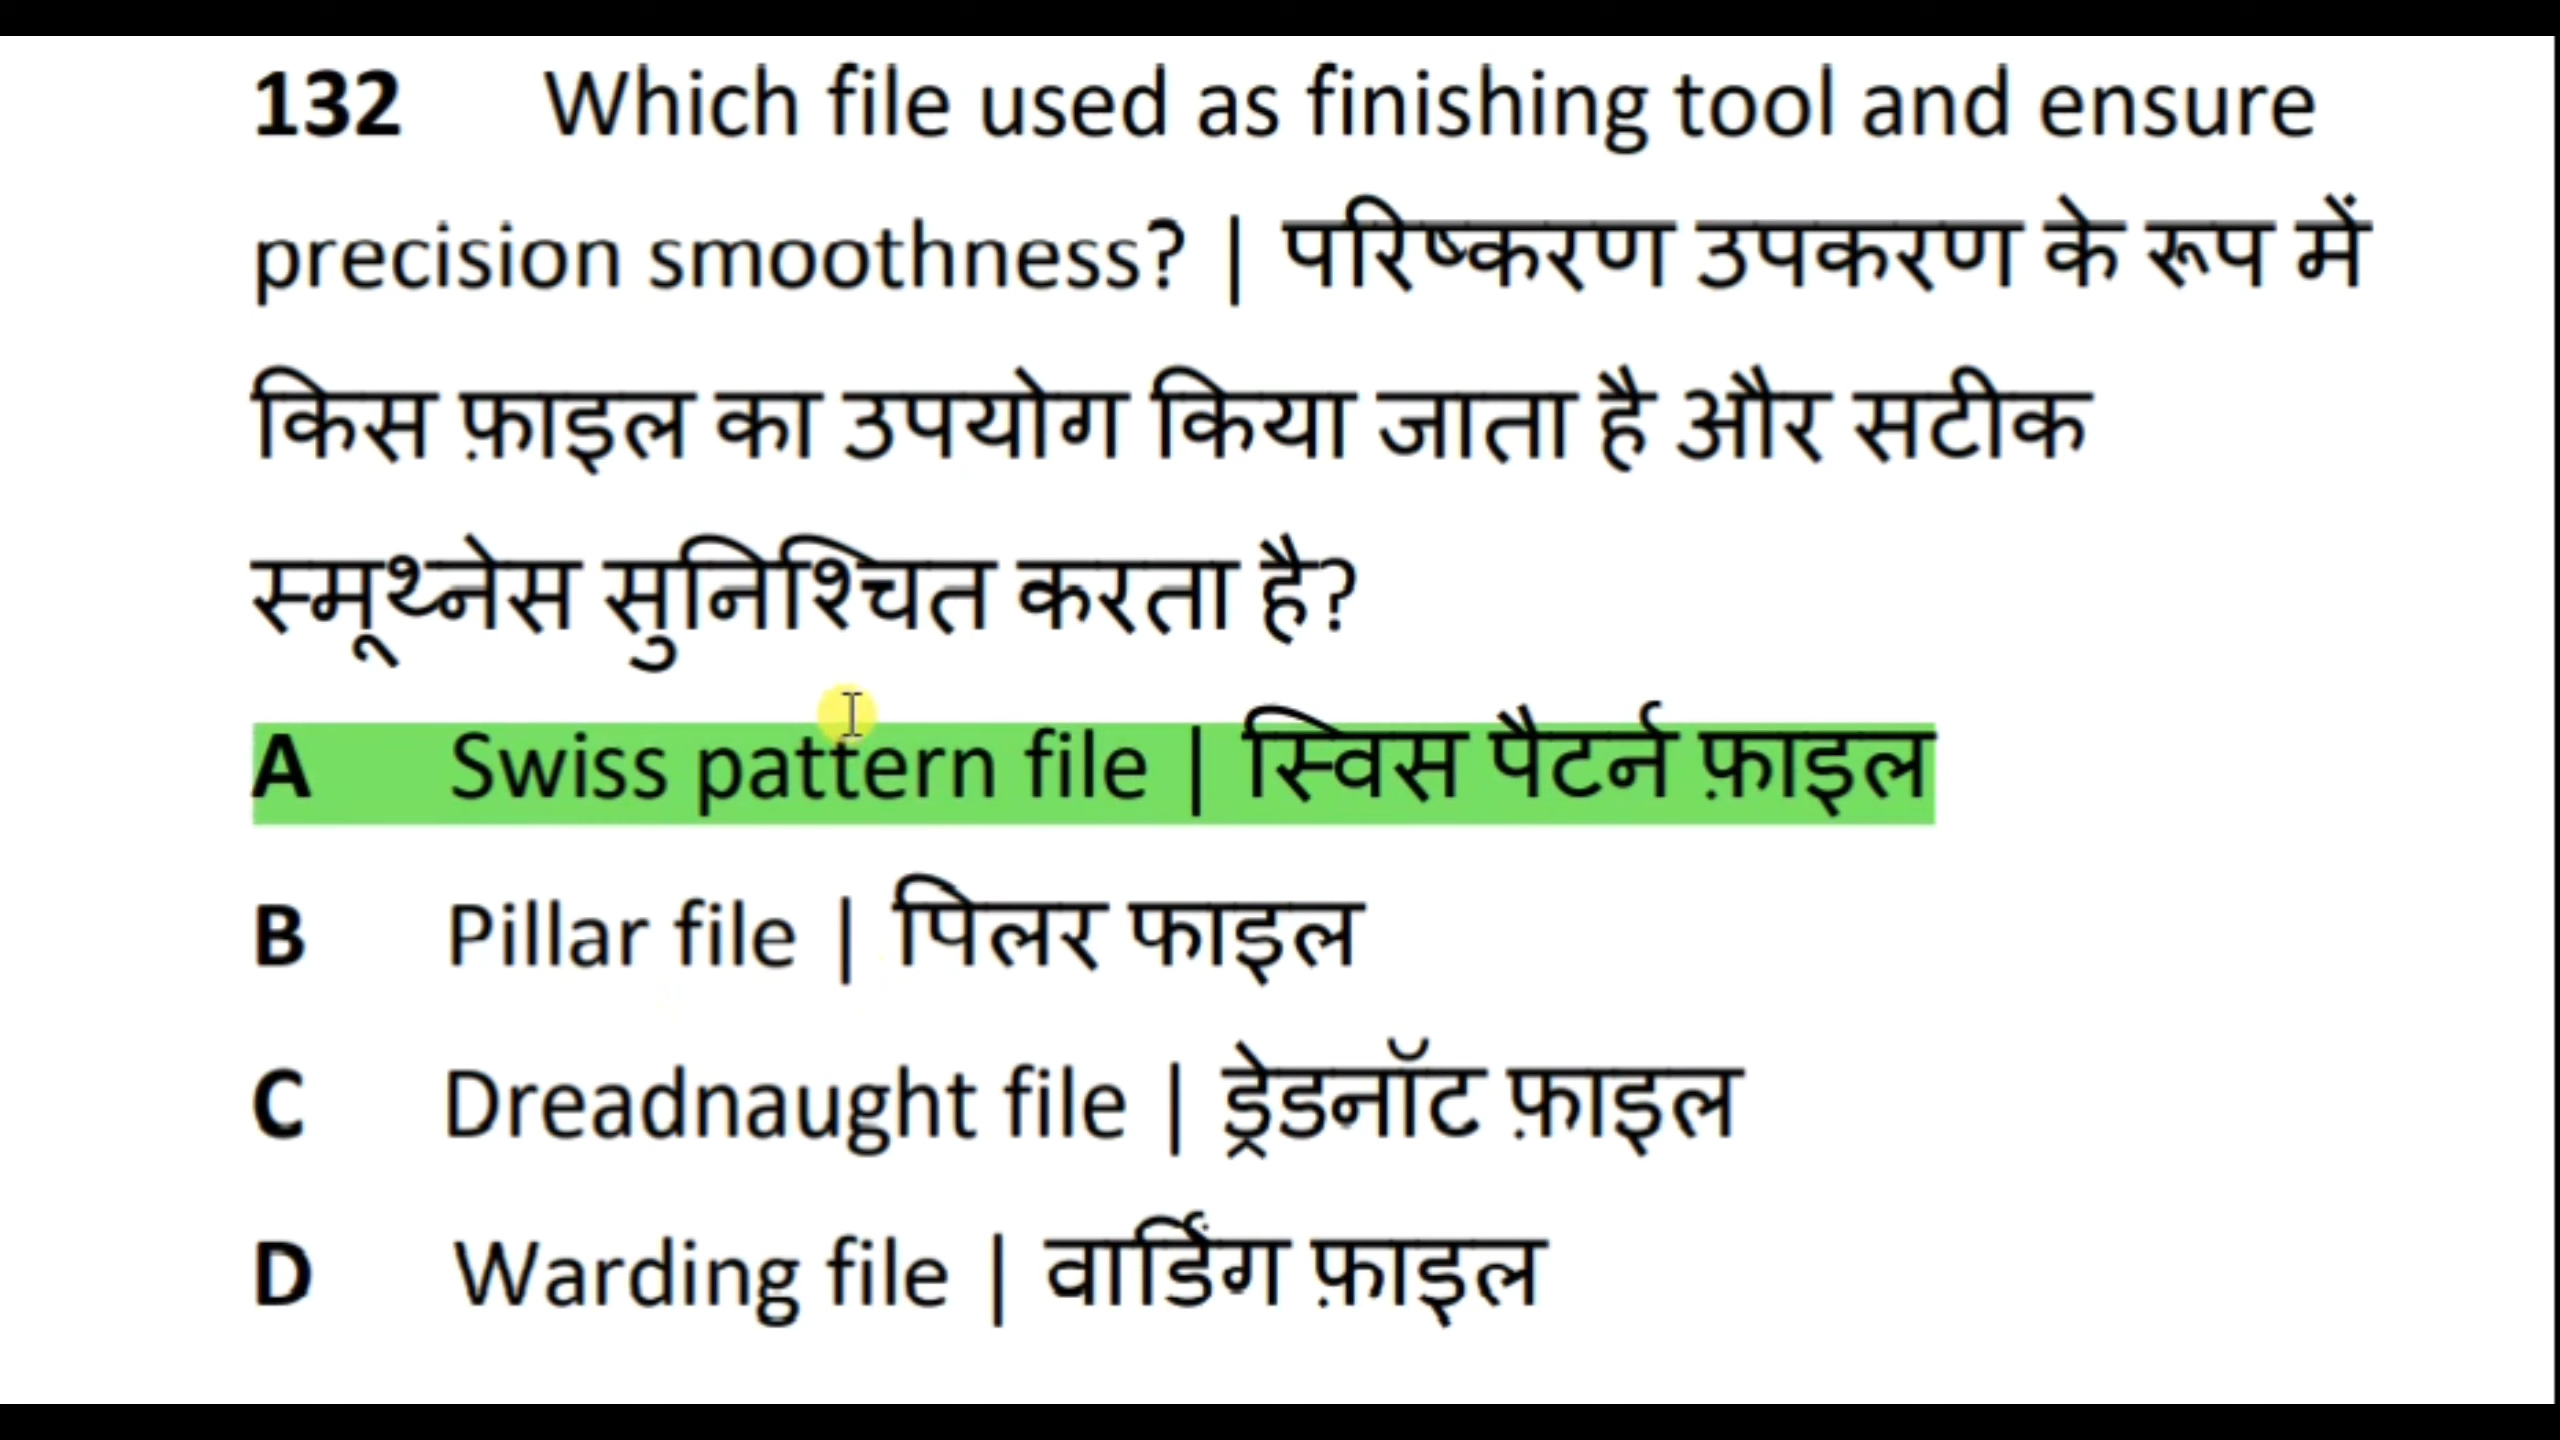 132 Which file used as finishing tool and ensure
precision smoothness? | परिष्करण उपकरण के रूप में
किस फ़ाइल का उपयोग किया जाता है और सटीक
स्मूथ्नेस सुनिश्चित करता है?
A Swiss pattern file | स्विस पैटर्न फ़ाइल
B Pillar file | पिलर फाइल
C Dreadnaught file | ड्रेडनॉट फ़ाइल
D Warding file | वार्डिंग फ़ाइल